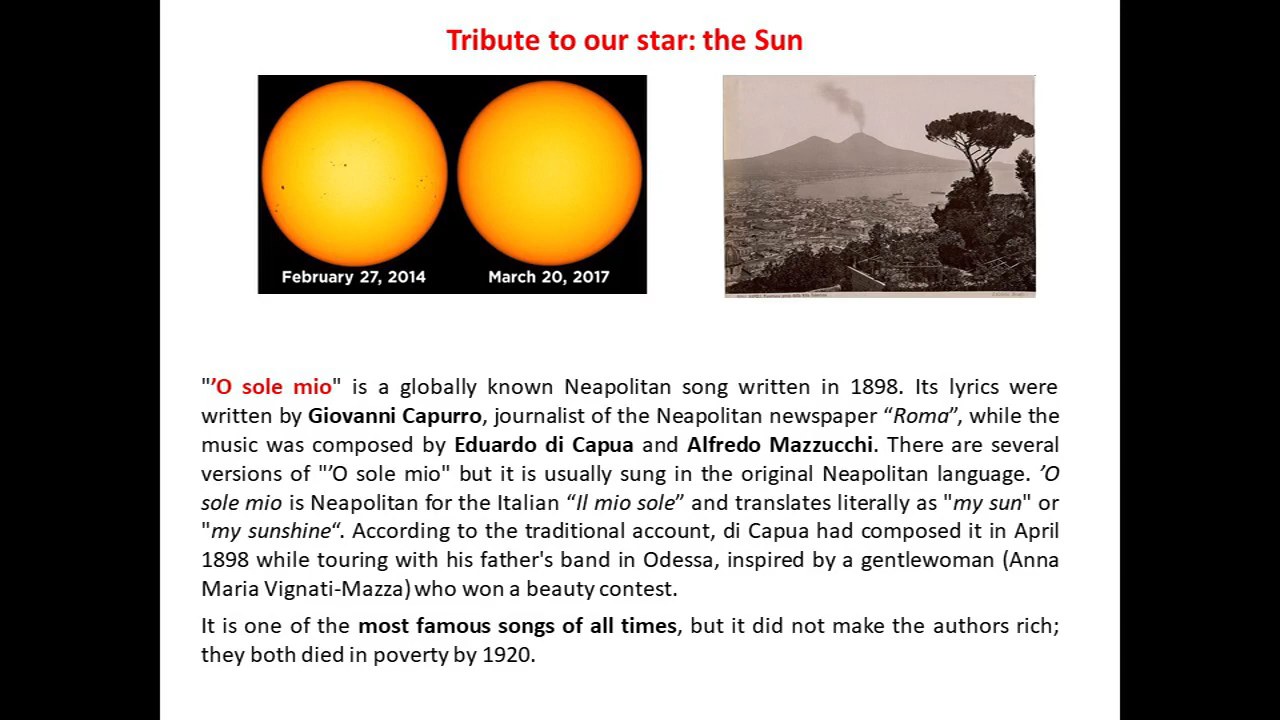 Tribute to our star: the Sun
February 27, 2014
March 20, 2017
"’O sole mio" is a globally known Neapolitan song written in 1898. Its lyrics were
written by Giovanni Capurro, journalist of the Neapolitan newspaper “Roma”, while the
music was composed by Eduardo di Capua and Alfredo Mazzucchi. There are several
versions of "’O sole mio" but it is usually sung in the original Neapolitan language. ’O
sole mio is Neapolitan for the Italian “Il mio sole” and translates literally as "my sun" or
"my sunshine“. According to the traditional account, di Capua had composed it in April
1898 while touring with his father's band in Odessa, inspired by a gentlewoman (Anna
Maria Vignati-Mazza) who won a beauty contest.
It is one of the most famous songs of all times, but it did not make the authors rich;
they both died in poverty by 1920.